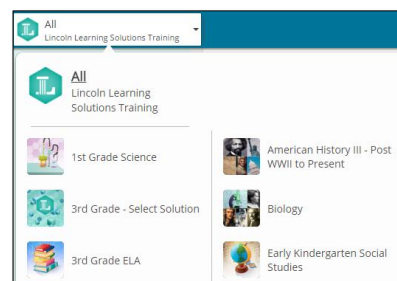 All
Lincoln Learning Solutions Training
All
Lincoln Learning
Solutions Training
1st Grade Science
3rd Grade - Select Solution
3rd Grade ELA
American History III - Post
WWII to Present
Biology
Early Kindergarten Social
Studies